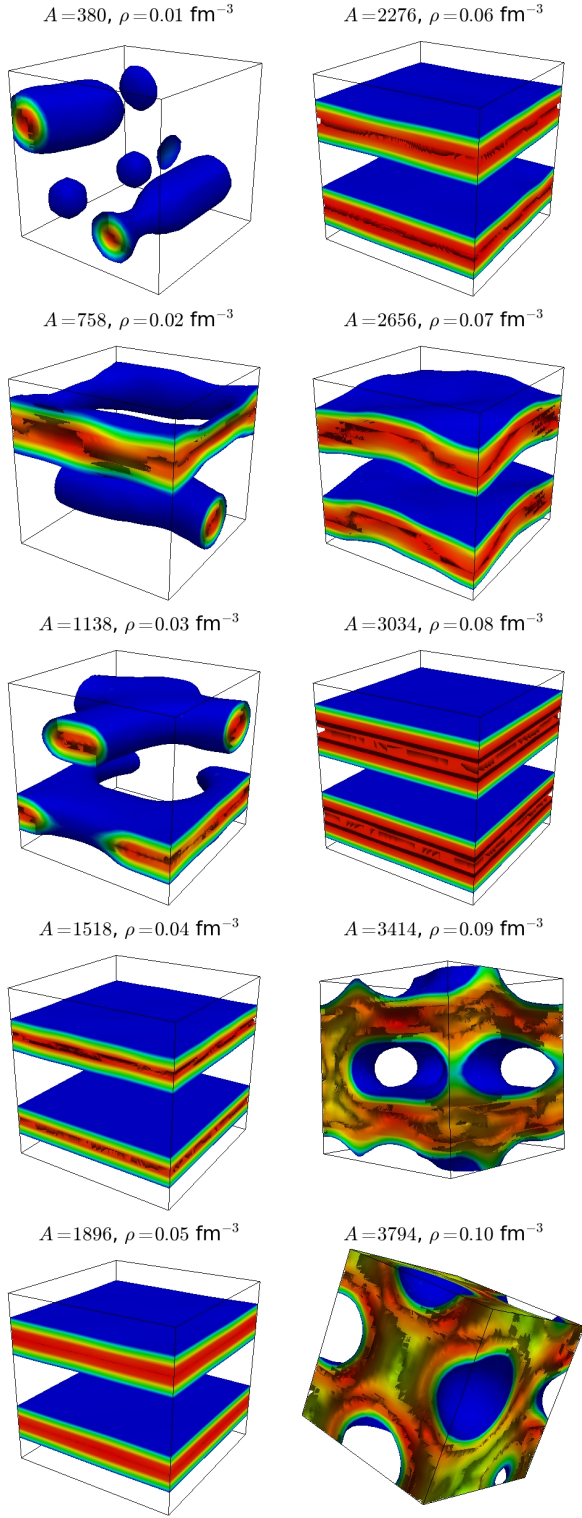 A=380, ρ=0.01 fm⁻³
A=2276, ρ=0.06 fm⁻³
A=758, ρ=0.02 fm⁻³
A=2656, ρ=0.07 fm⁻³
A=1138, ρ=0.03 fm⁻³
A=3034, ρ=0.08 fm⁻³
A=1518, ρ=0.04 fm⁻³
A=3414, ρ=0.09 fm⁻³
A=1896, ρ=0.05 fm⁻³
A=3794, ρ=0.10 fm⁻³